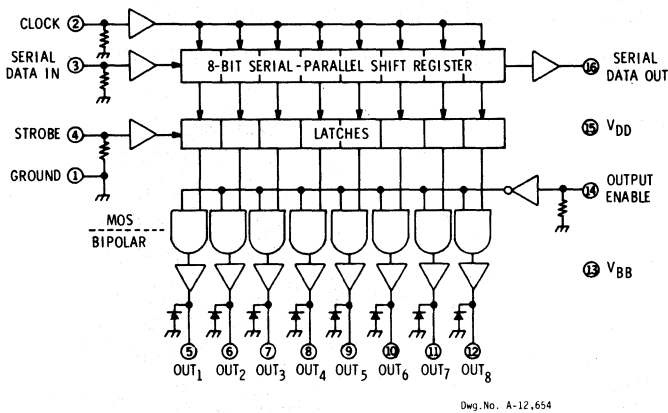 CLOCK ②
SERIAL DATA IN ③
8-BIT SERIAL-PARALLEL SHIFT REGISTER
⑯ SERIAL DATA OUT
STROBE ④
LATCHES
⑮ VDD
GROUND ①
⑭ OUTPUT ENABLE
MOS
BIPOLAR
⑬ VBB
⑤ ⑥ ⑦ ⑧ ⑨ ⑩ ⑪ ⑫
OUT1 OUT2 OUT3 OUT4 OUT5 OUT6 OUT7 OUT8
Dwg.No. A-12,654